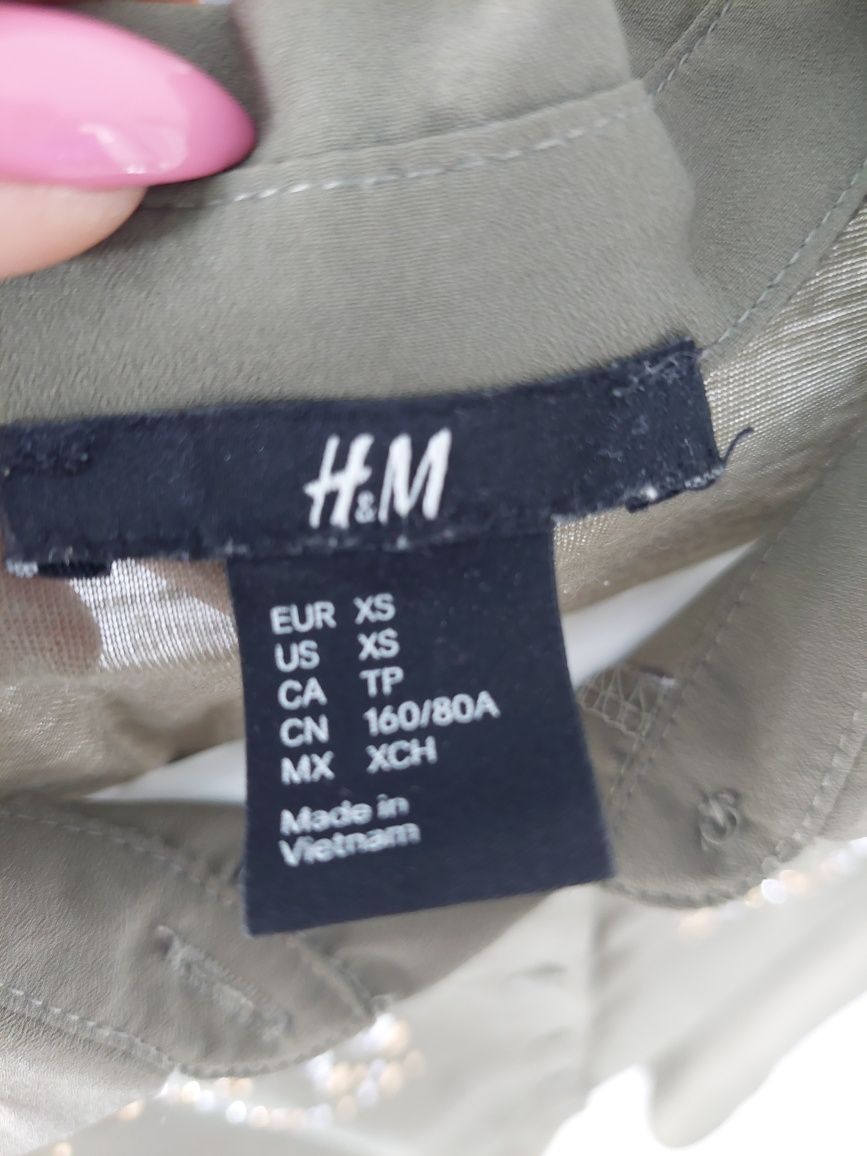 H&M
EUR XS
US XS
CA TP
CN 160/80A
MX XCH
Made in
Vietnam